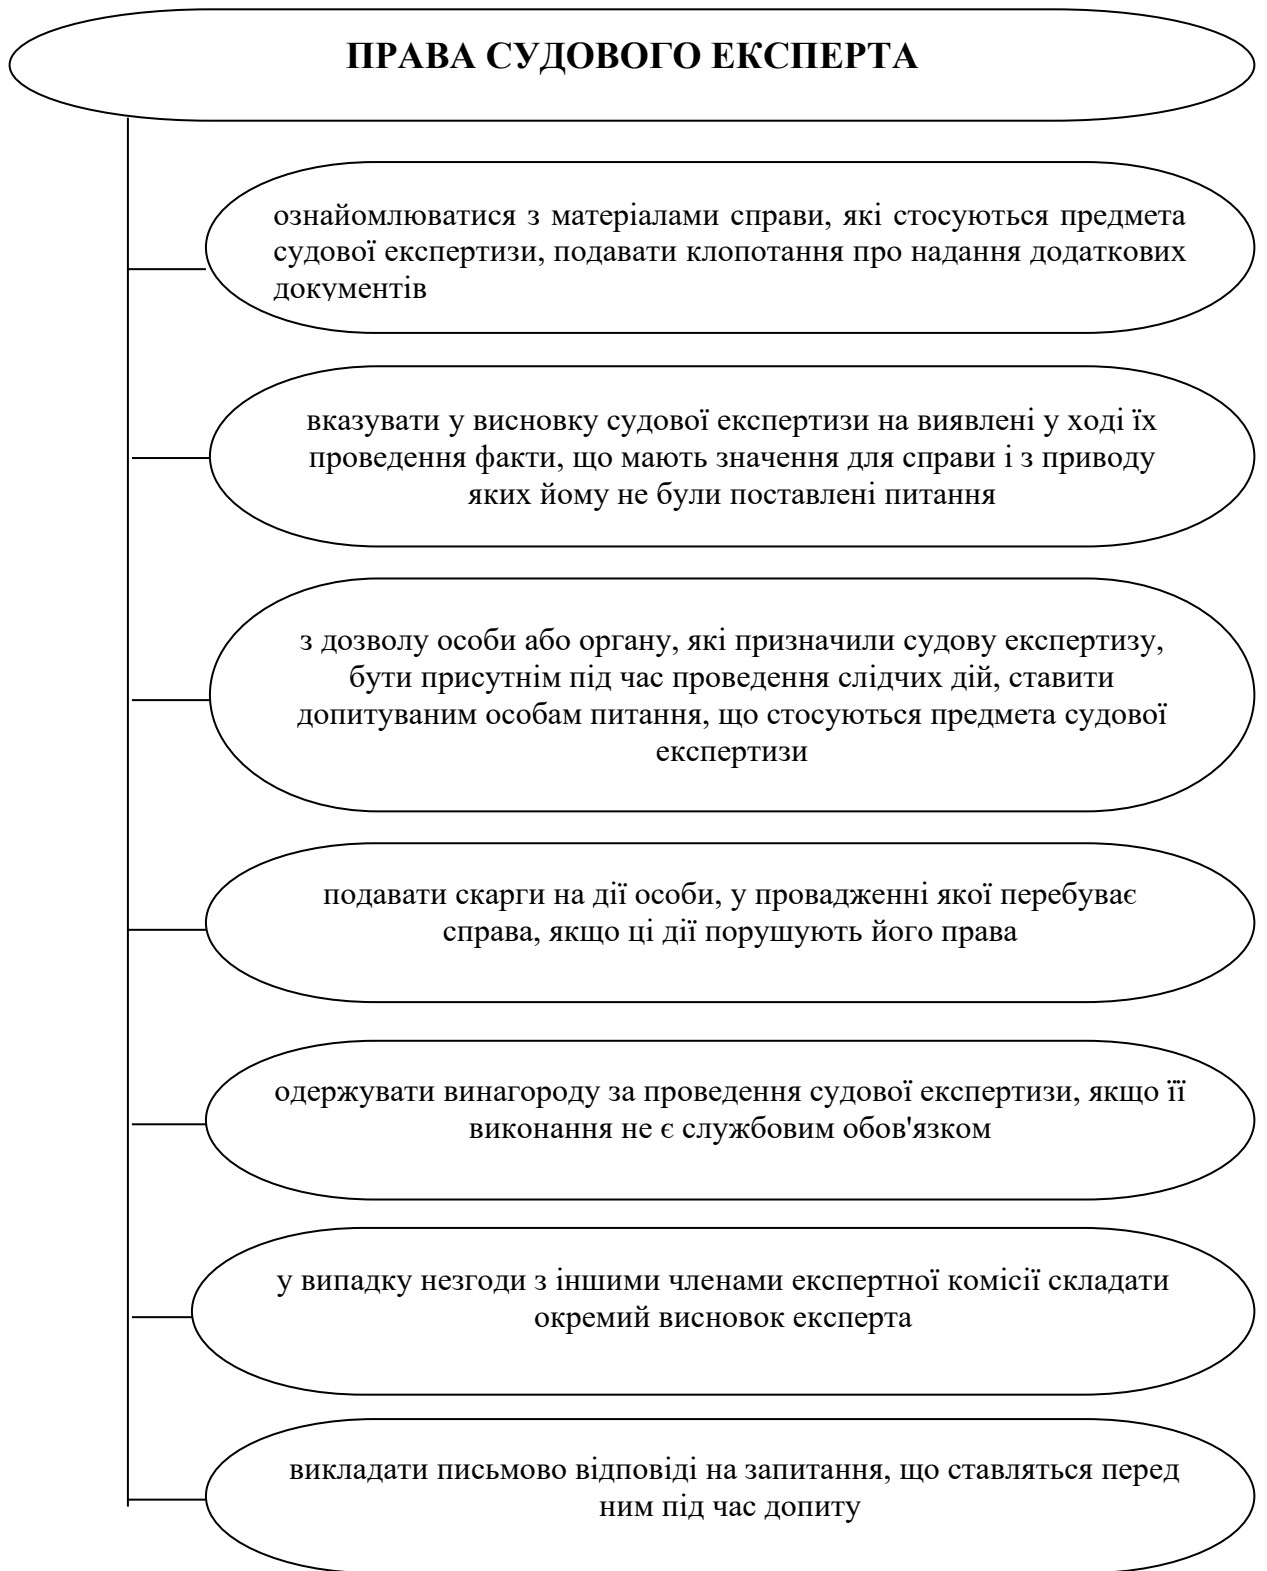 ПРАВА СУДОВОГО ЕКСПЕРТА
ознайомлюватися з матеріалами справи, які стосуються предмета
судової експертизи, подавати клопотання про надання додаткових
документів
вказувати у висновку судової експертизи на виявлені у ході їх
проведення факти, що мають значення для справи і з приводу
яких йому не були поставлені питання
з дозволу особи або органу, які призначили судову експертизу,
бути присутнім під час проведення слідчих дій, ставити
допитуваним особам питання, що стосуються предмета судової
експертизи
подавати скарги на дії особи, у провадженні якої перебуває
справа, якщо ці дії порушують його права
одержувати винагороду за проведення судової експертизи, якщо її
виконання не є службовим обов'язком
у випадку незгоди з іншими членами експертної комісії складати
окремий висновок експерта
викладати письмово відповіді на запитання, що ставляться перед
ним під час допиту